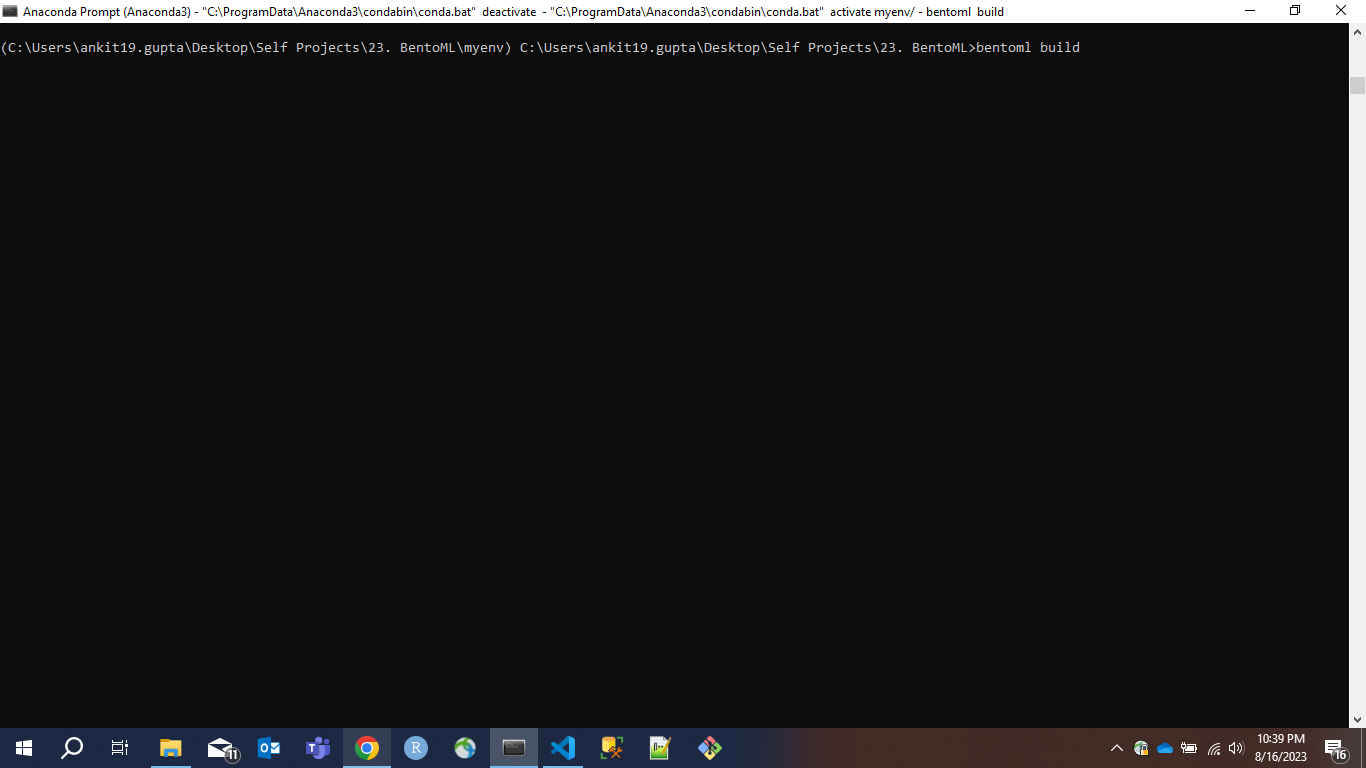 Anaconda Prompt (Anaconda3) - "C:\ProgramData\Anaconda3\condabin\conda.bat"  deactivate  - "C:\ProgramData\Anaconda3\condabin\conda.bat"  activate myenv/ - bentoml  build
(C:\Users\ankit19.gupta\Desktop\Self Projects\23. BentoML\myenv) C:\Users\ankit19.gupta\Desktop\Self Projects\23. BentoML>bentoml build
11
R
10:39 PM
8/16/2023
16